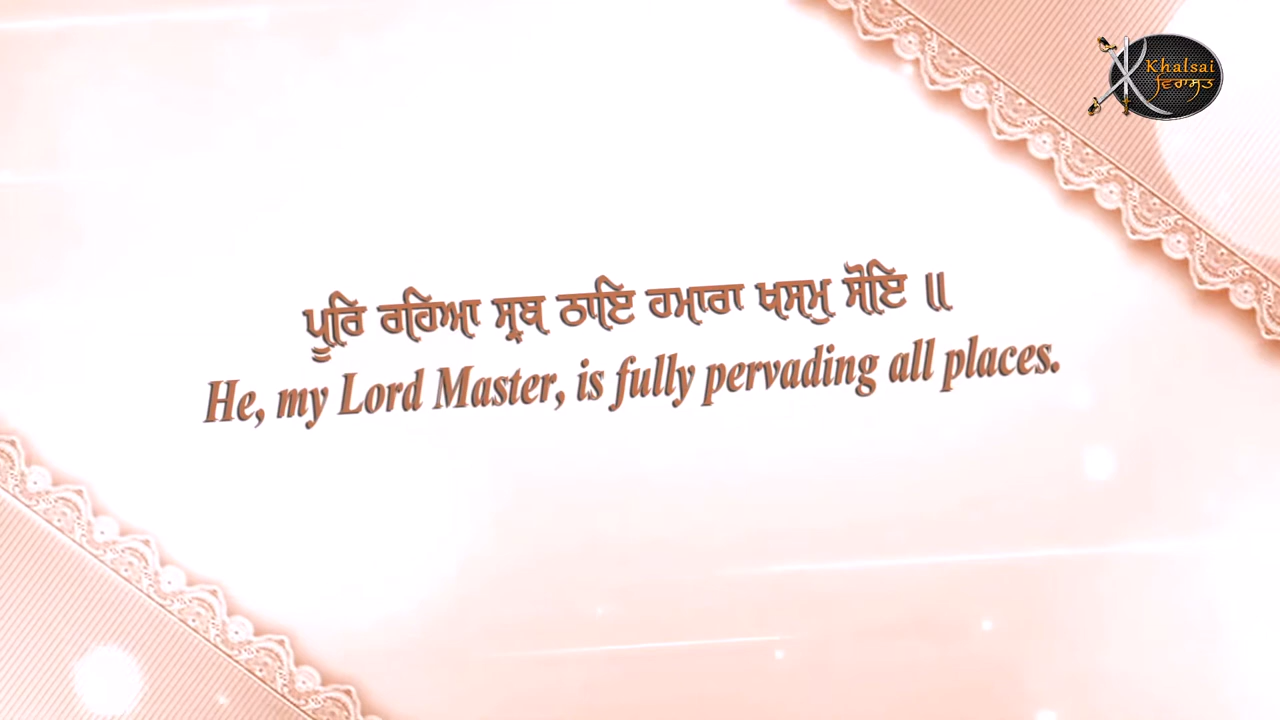 Khalsai
ਵਿਰਾਸਤ
ਪੂਰਿ ਰਹਿਆ ਸ੍ਰਬ ਠਾਇ ਹਮਾਰਾ ਖਸਮੁ ਸੋਇ ॥
He, my Lord Master, is fully pervading all places.